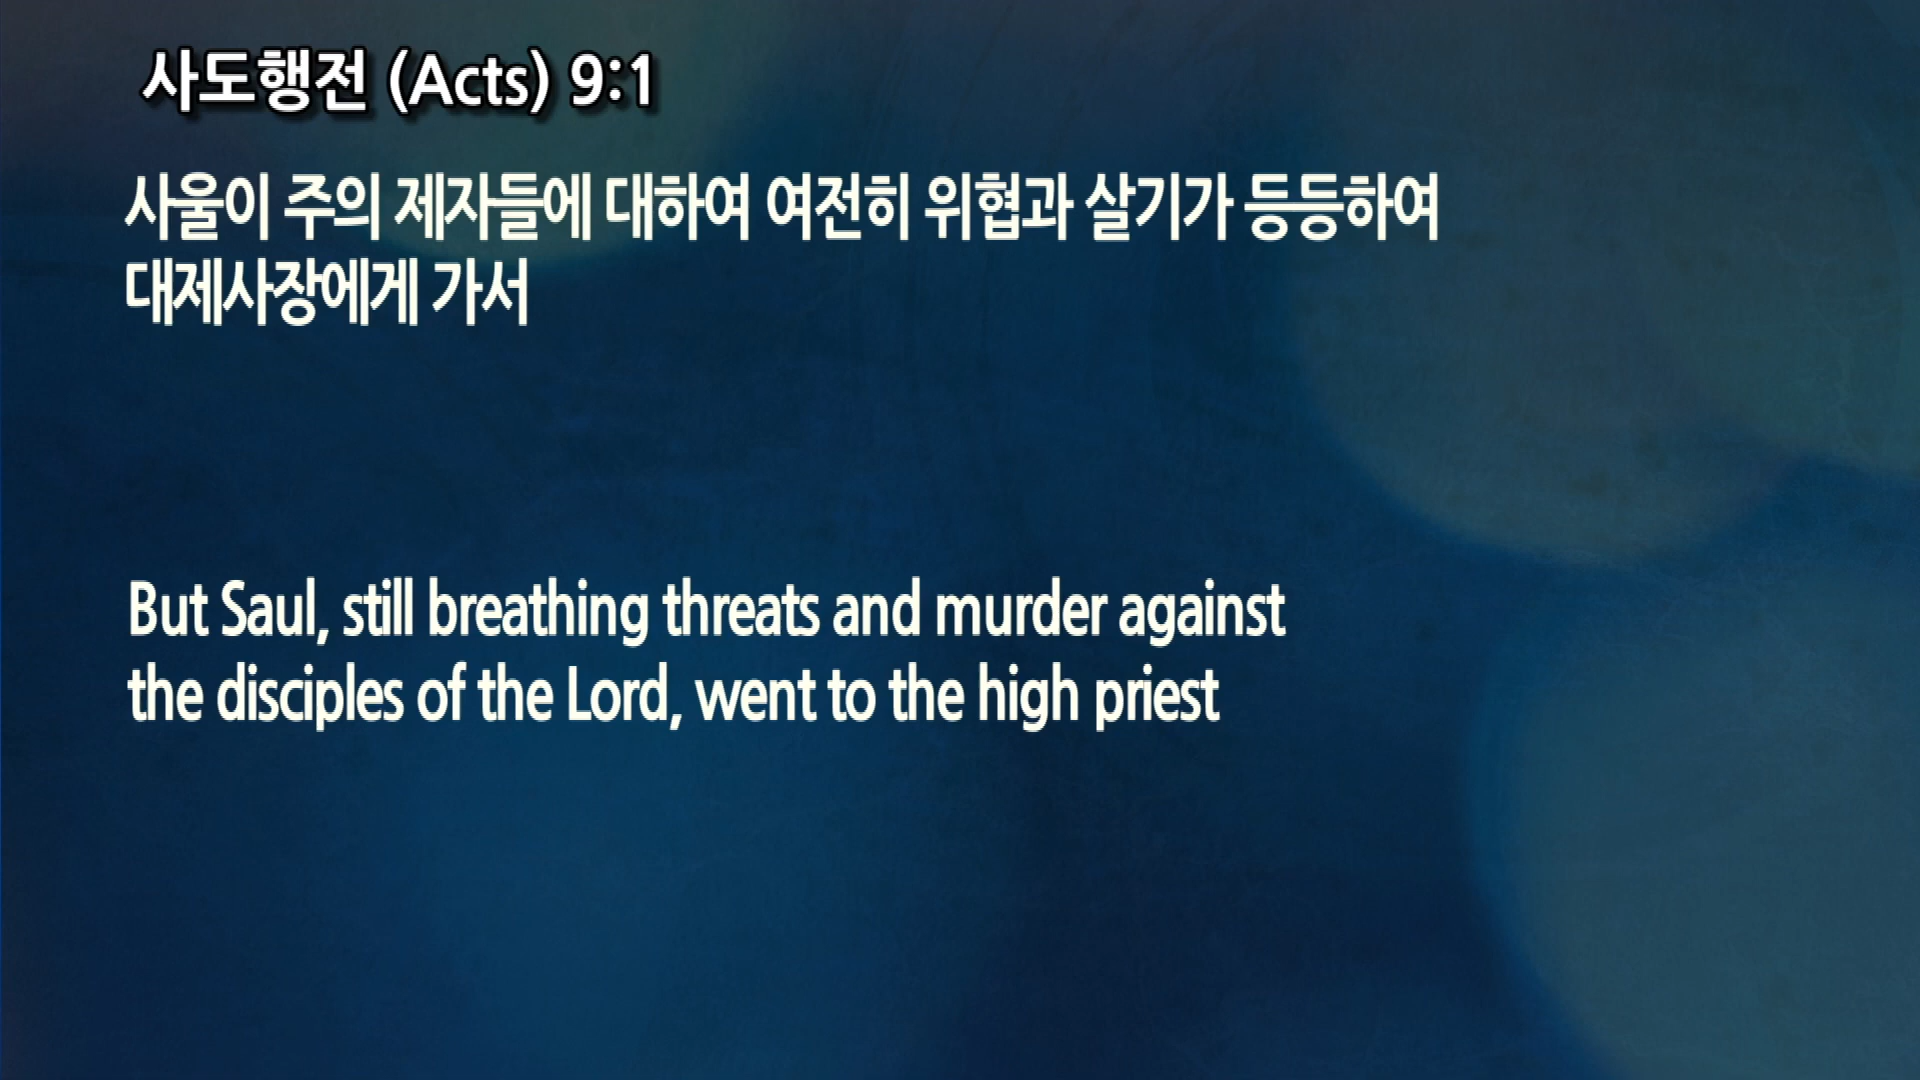 사도행전 (Acts) 9:1
사울이 주의 제자들에 대하여 여전히 위협과 살기가 등등하여
대제사장에게 가서
But Saul, still breathing threats and murder against
the disciples of the Lord, went to the high priest